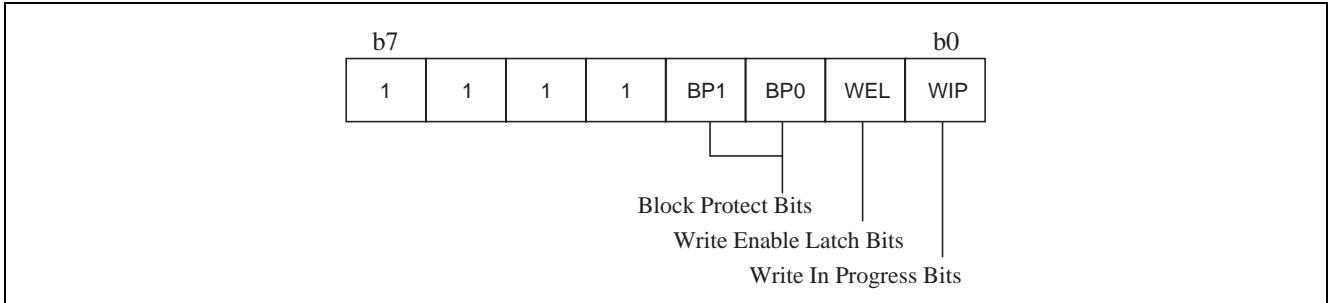 b7 b0
1 1 1 1 BP1 BP0 WEL WIP
Block Protect Bits
Write Enable Latch Bits
Write In Progress Bits